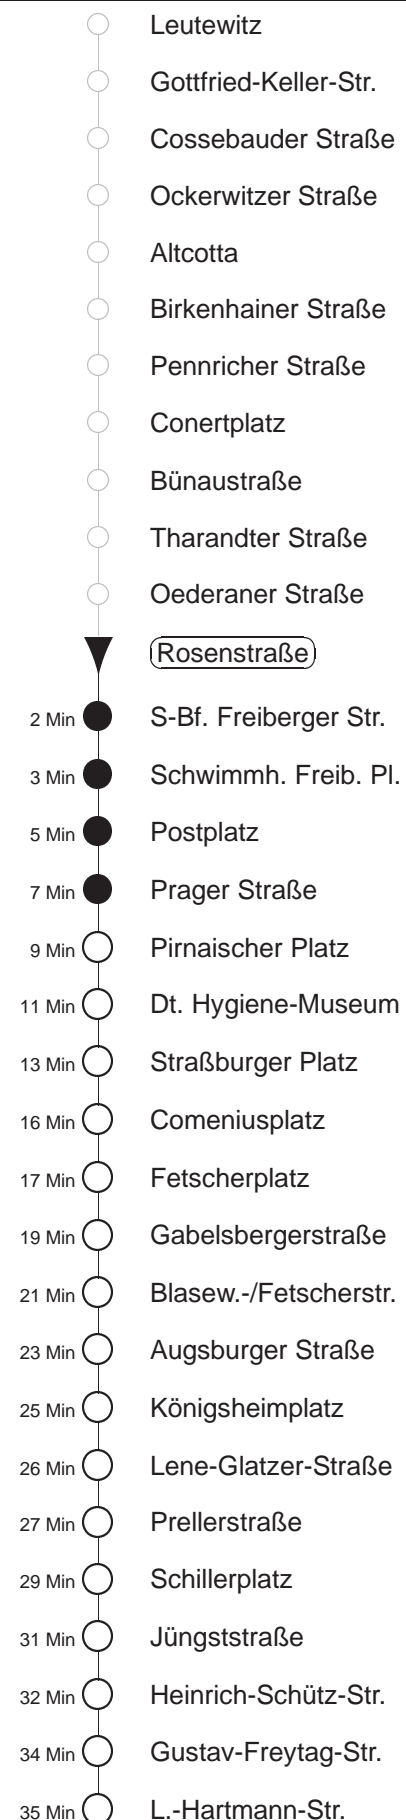 Leutewitz
Gottfried-Keller-Str.
Cossebauder Straße
Ockerwitzer Straße
Altcotta
Birkenhainer Straße
Pennricher Straße
Conertplatz
Bünaustraße
Tharandter Straße
Oederaner Straße
Rosenstraße
2 Min S-Bf. Freiberger Str.
3 Min Schwimmh. Freib. Pl.
5 Min Postplatz
7 Min Prager Straße
9 Min Pirnaischer Platz
11 Min Dt. Hygiene-Museum
13 Min Straßburger Platz
16 Min Comeniusplatz
17 Min Fetscherplatz
19 Min Gabelsbergerstraße
21 Min Blasew.-/Fetscherstr.
23 Min Augsburger Straße
25 Min Königsheimplatz
26 Min Lene-Glatzer-Straße
27 Min Prellerstraße
29 Min Schillerplatz
31 Min Jüngststraße
32 Min Heinrich-Schütz-Str.
34 Min Gustav-Freytag-Str.
35 Min L.-Hartmann-Str.